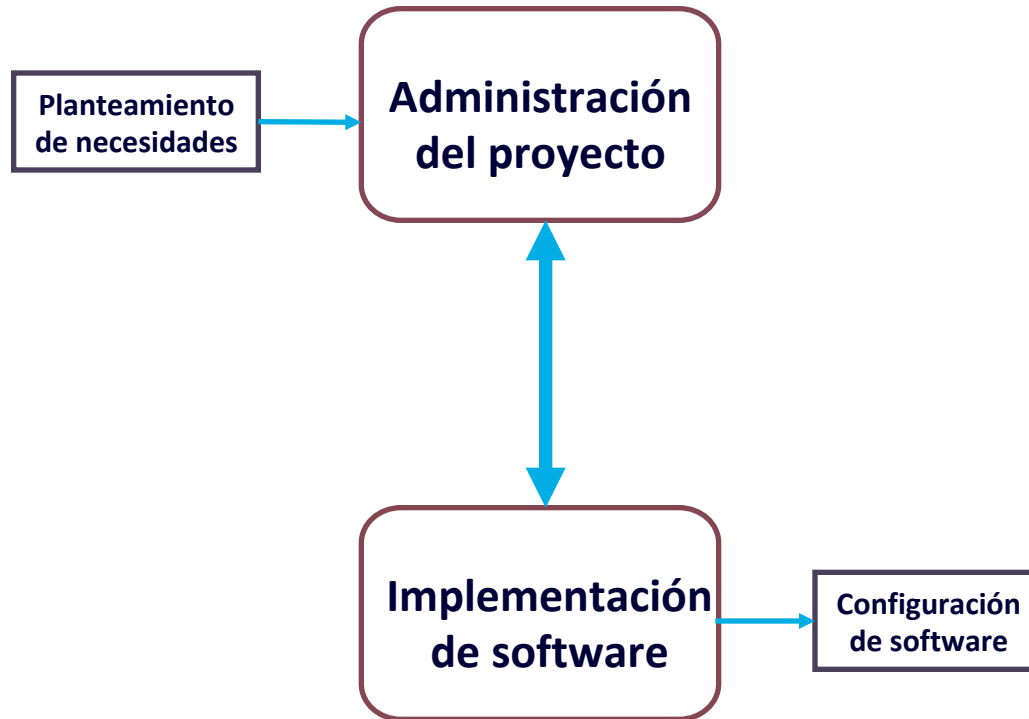 Planteamiento
de necesidades
Administración
del proyecto
Implementación
de software
Configuración
de software